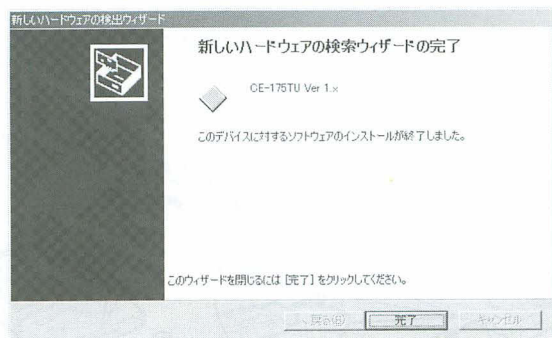 新しいハードウェアの検出ウィザード
新しいハードウェアの検索ウィザードの完了
CE-175TU Ver 1.x
このデバイスに対するソフトウェアのインストールが終了しました。
このウィザードを閉じるには [完了] をクリックしてください。
< 戻る(B)
完了
キャンセル